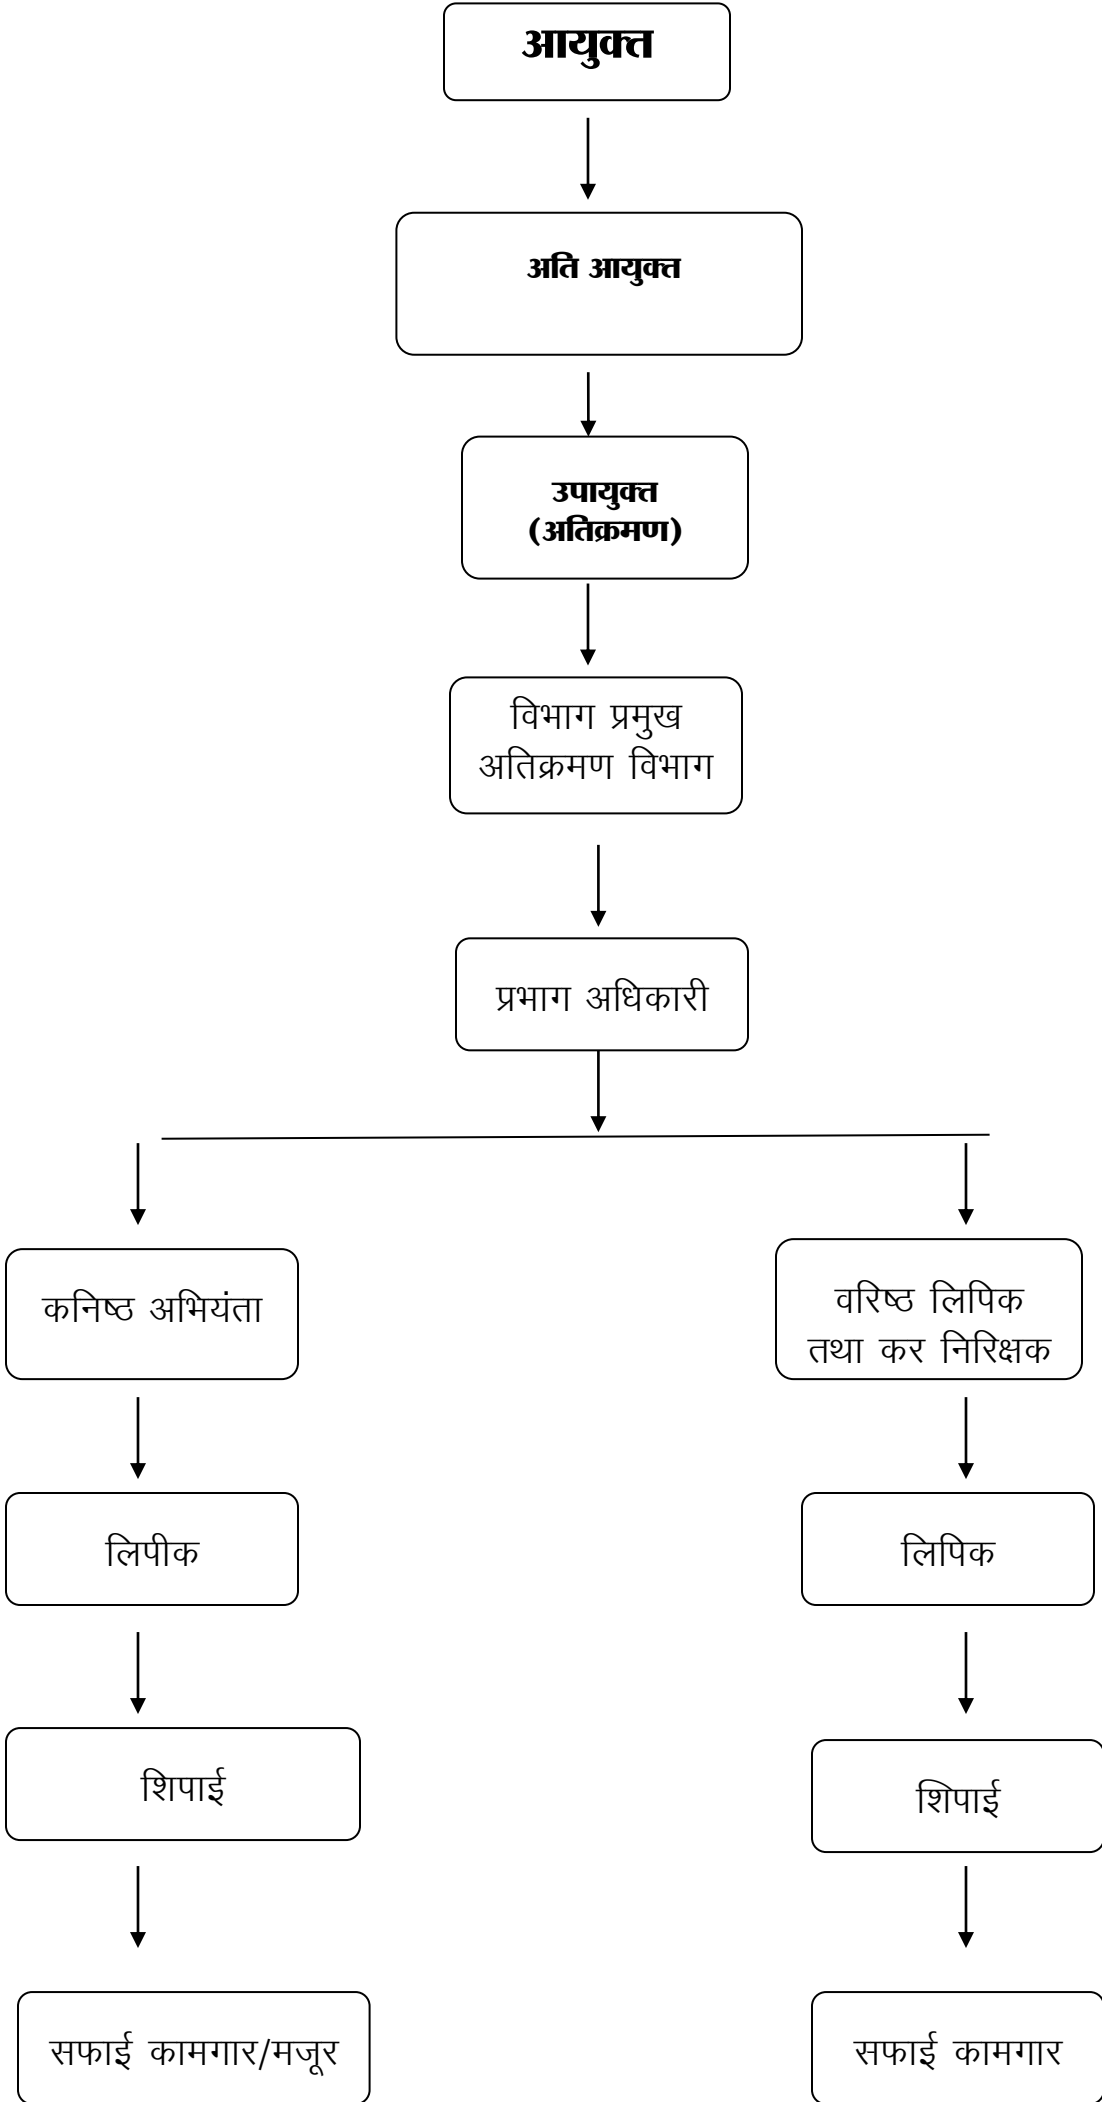 आयुक्त
अति आयुक्त
उपायुक्त
(अतिक्रमण)
विभाग प्रमुख
अतिक्रमण विभाग
प्रभाग अधिकारी
कनिष्ठ अभियंता
वरिष्ठ लिपिक
तथा कर निरिक्षक
लिपीक
लिपिक
शिपाई
शिपाई
सफाई कामगार/मजूर
सफाई कामगार